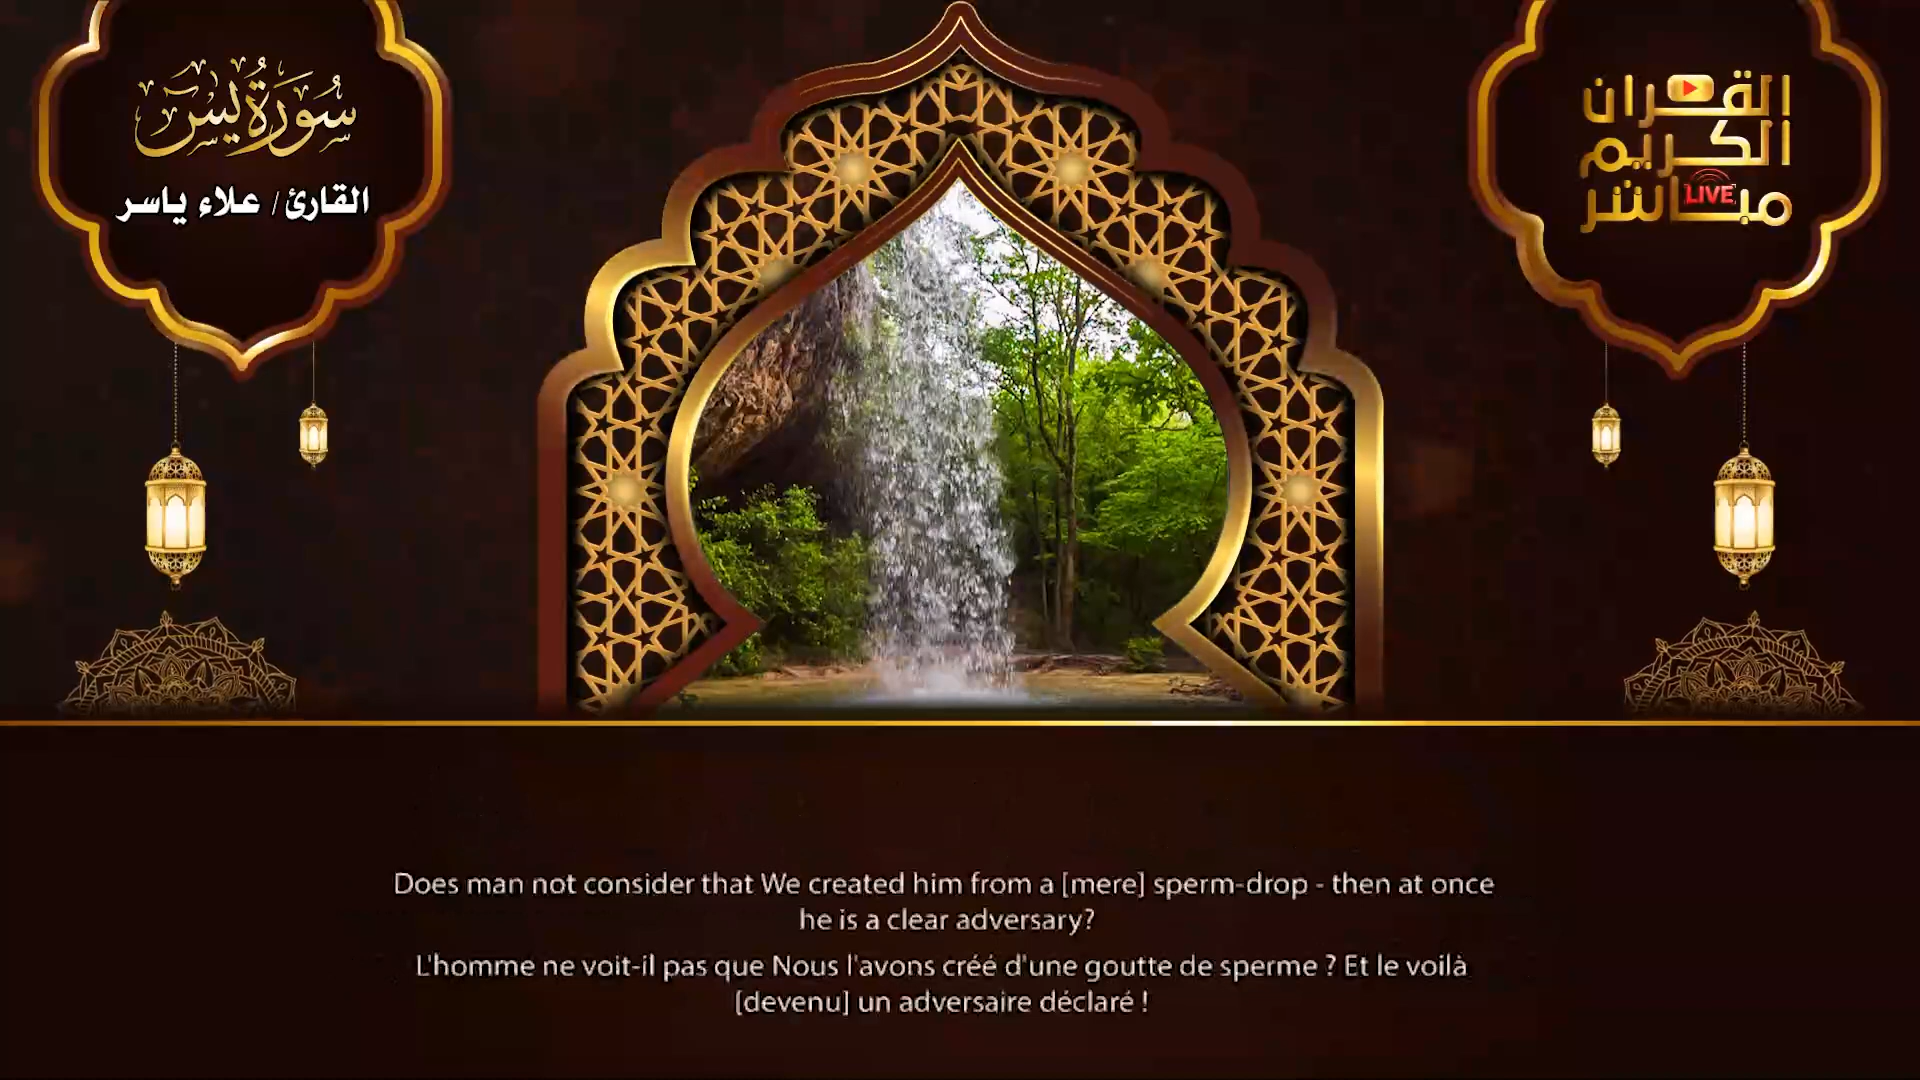 سُورَةُ يس
القارئ / علاء ياسر
القرآن
الكريم
مباشر
LIVE
Does man not consider that We created him from a [mere] sperm-drop - then at once
he is a clear adversary?
L'homme ne voit-il pas que Nous l'avons créé d'une goutte de sperme ? Et le voilà
[devenu] un adversaire déclaré !